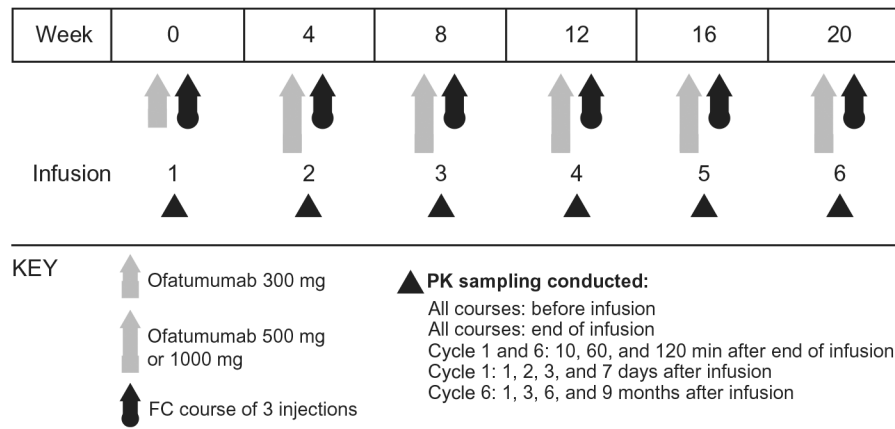 Week 0 4 8 12 16 20
Infusion 1 2 3 4 5 6
KEY
Ofatumumab 300 mg
Ofatumumab 500 mg
or 1000 mg
FC course of 3 injections
PK sampling conducted:
All courses: before infusion
All courses: end of infusion
Cycle 1 and 6: 10, 60, and 120 min after end of infusion
Cycle 1: 1, 2, 3, and 7 days after infusion
Cycle 6: 1, 3, 6, and 9 months after infusion